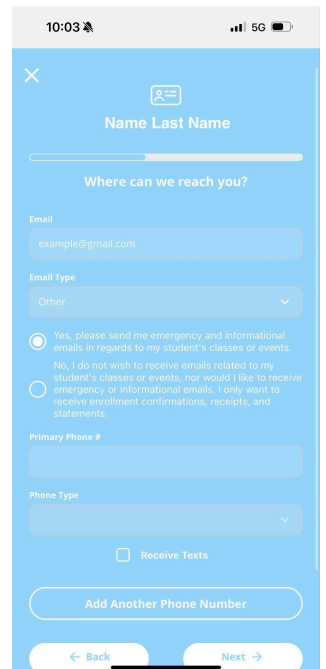 10:03
5G
Name Last Name
Where can we reach you?
Email
example@gmail.com
Email Type
Other
Yes, please send me emergency and informational
emails in regards to my student's classes or events.
No, I do not wish to receive emails related to my
student's classes or events, nor would I like to receive
emergency or informational emails. I only want to
receive enrollment confirmations, receipts, and
statements.
Primary Phone #
Phone Type
Receive Texts
Add Another Phone Number
← Back
Next →